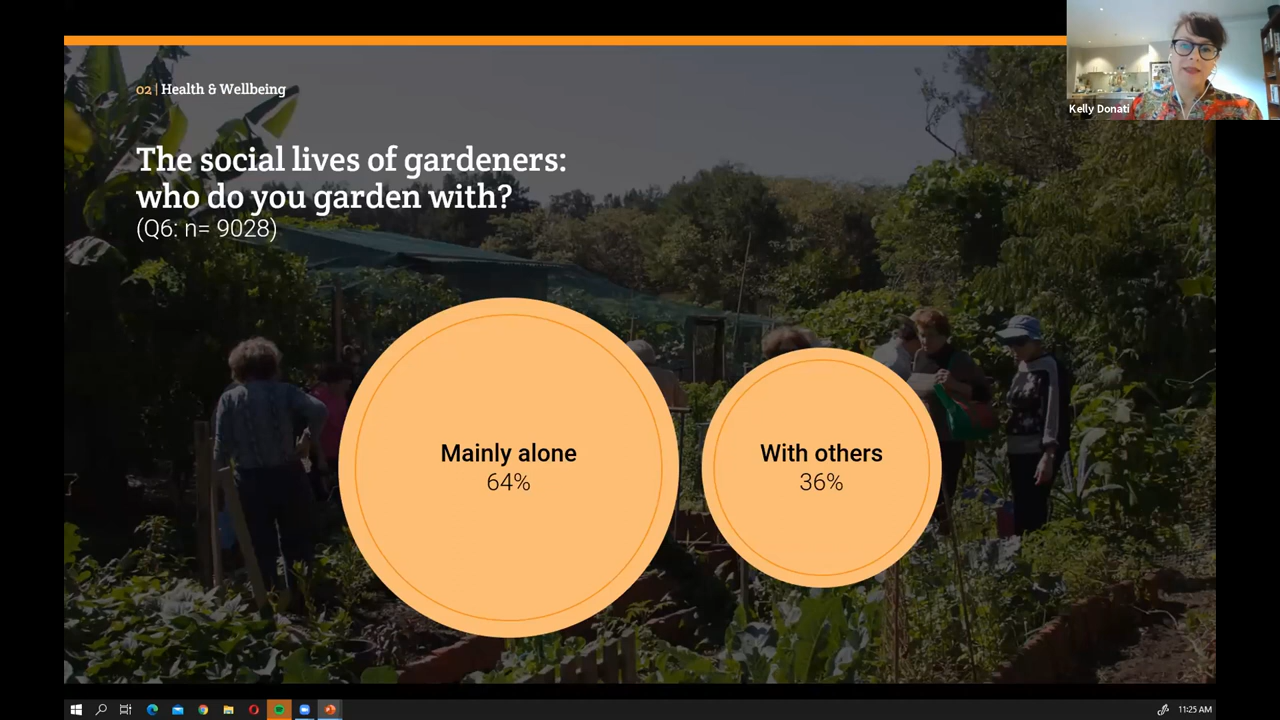 02 | Health & Wellbeing
The social lives of gardeners:
who do you garden with?
(Q6: n= 9028)
Mainly alone
64%
With others
36%
Kelly Donati
11:25 AM